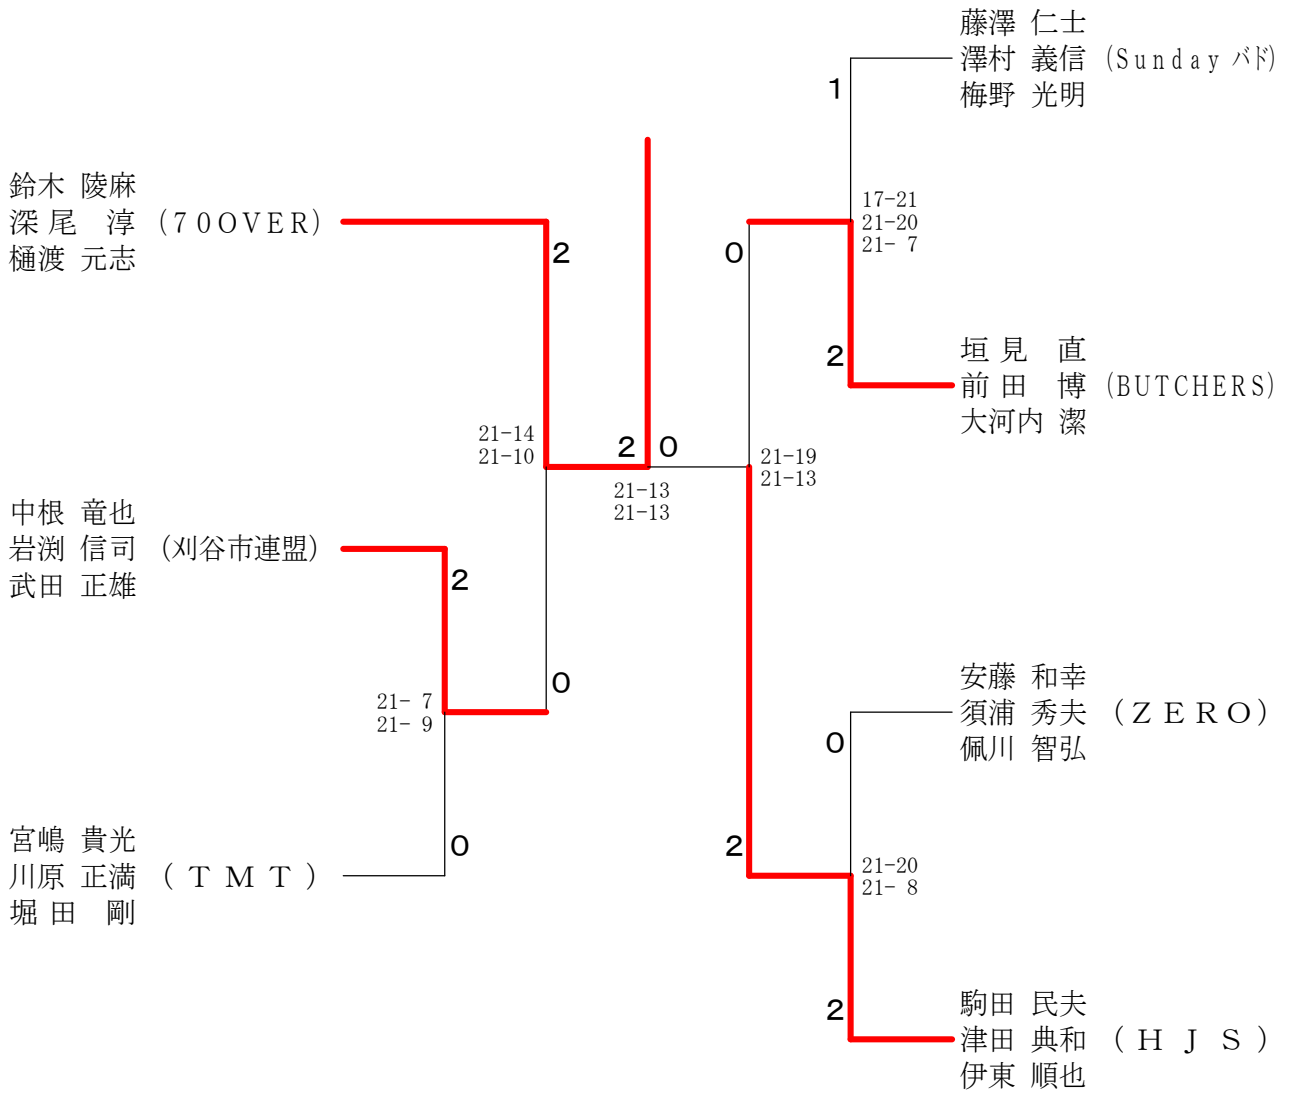 鈴木 陵麻
深尾 淳 (70OVER)
樋渡 元志
2
21-14
21-10
中根 竜也
岩渕 信司 (刈谷市連盟)
武田 正雄
2
0
21- 7
21- 9
宮嶋 貴光
川原 正満 (TMT)
堀田 剛
0
2 0
21-13
21-13
藤澤 仁士
澤村 義信 (Sunday バド)
梅野 光明
1
17-21
21-20
21- 7
0
垣見 直
前田 博 (BUTCHERS)
大河内 潔
2
21-19
21-13
安藤 和幸
須浦 秀夫 (ZERO)
佩川 智弘
0
2
21-20
21- 8
駒田 民夫
津田 典和 (HJS)
伊東 順也
2